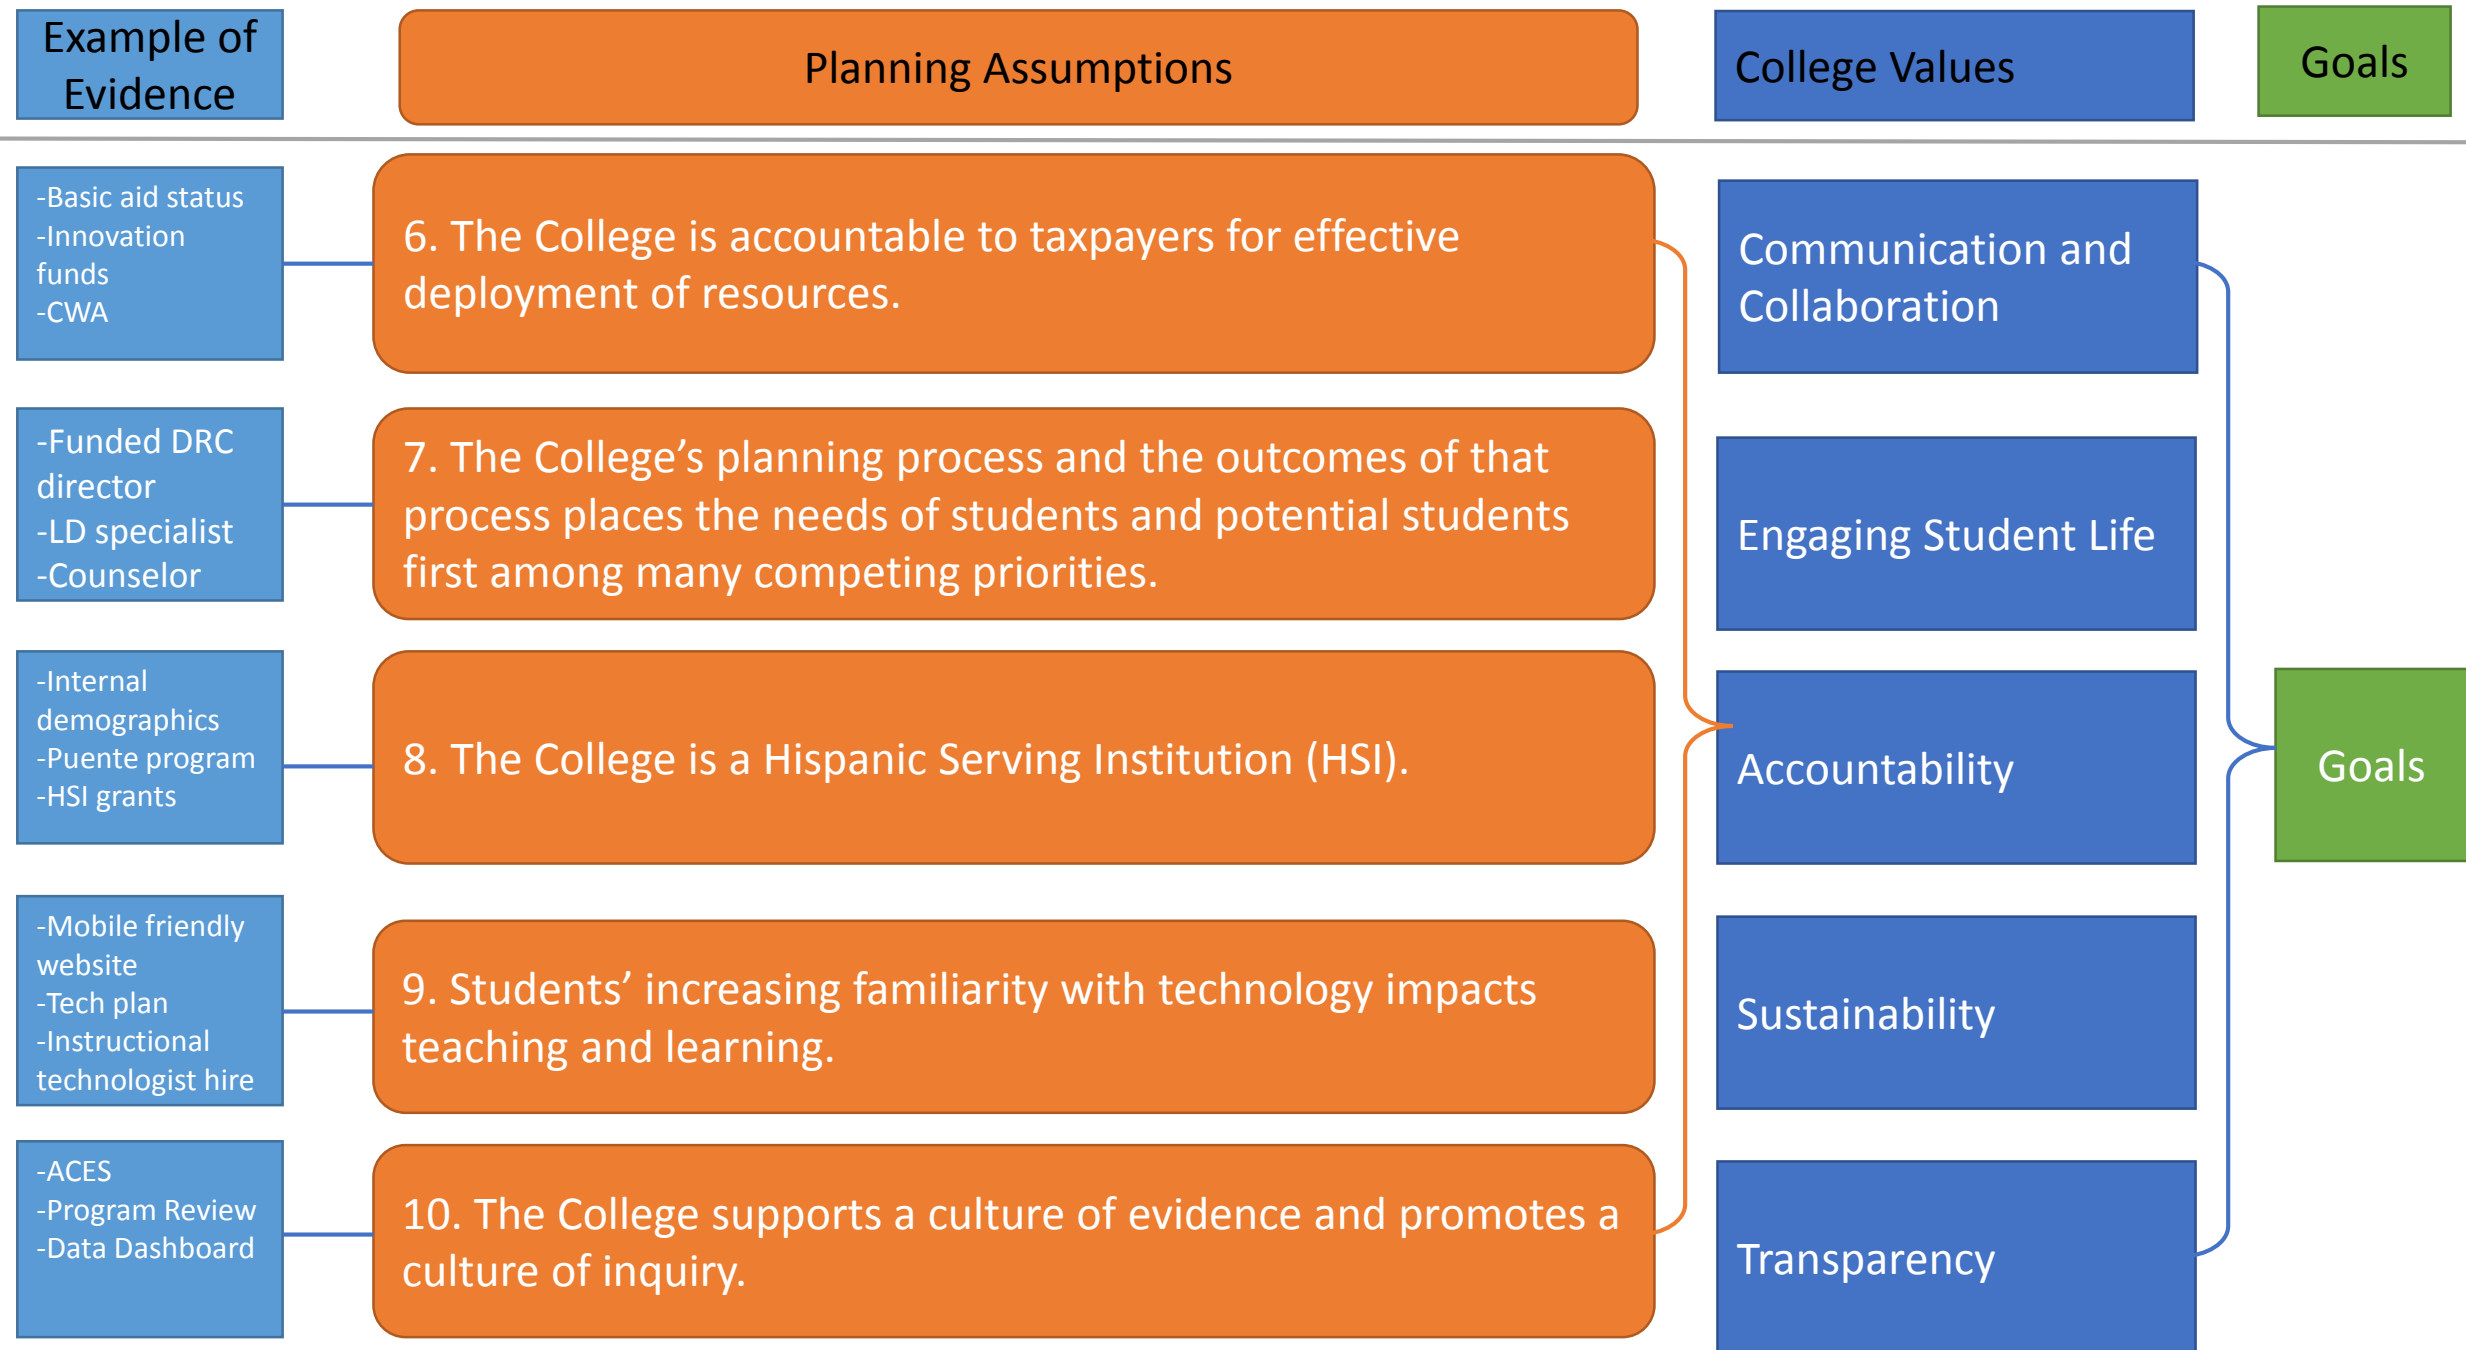 Example of
Evidence
Planning Assumptions
College Values
Goals
-Basic aid status
-Innovation
funds
-CWA
6. The College is accountable to taxpayers for effective
deployment of resources.
Communication and
Collaboration
-Funded DRC
director
-LD specialist
-Counselor
7. The College’s planning process and the outcomes of that
process places the needs of students and potential students
first among many competing priorities.
Engaging Student Life
-Internal
demographics
-Puente program
-HSI grants
8. The College is a Hispanic Serving Institution (HSI).
Accountability
Goals
-Mobile friendly
website
-Tech plan
-Instructional
technologist hire
9. Students’ increasing familiarity with technology impacts
teaching and learning.
Sustainability
-ACES
-Program Review
-Data Dashboard
10. The College supports a culture of evidence and promotes a
culture of inquiry.
Transparency